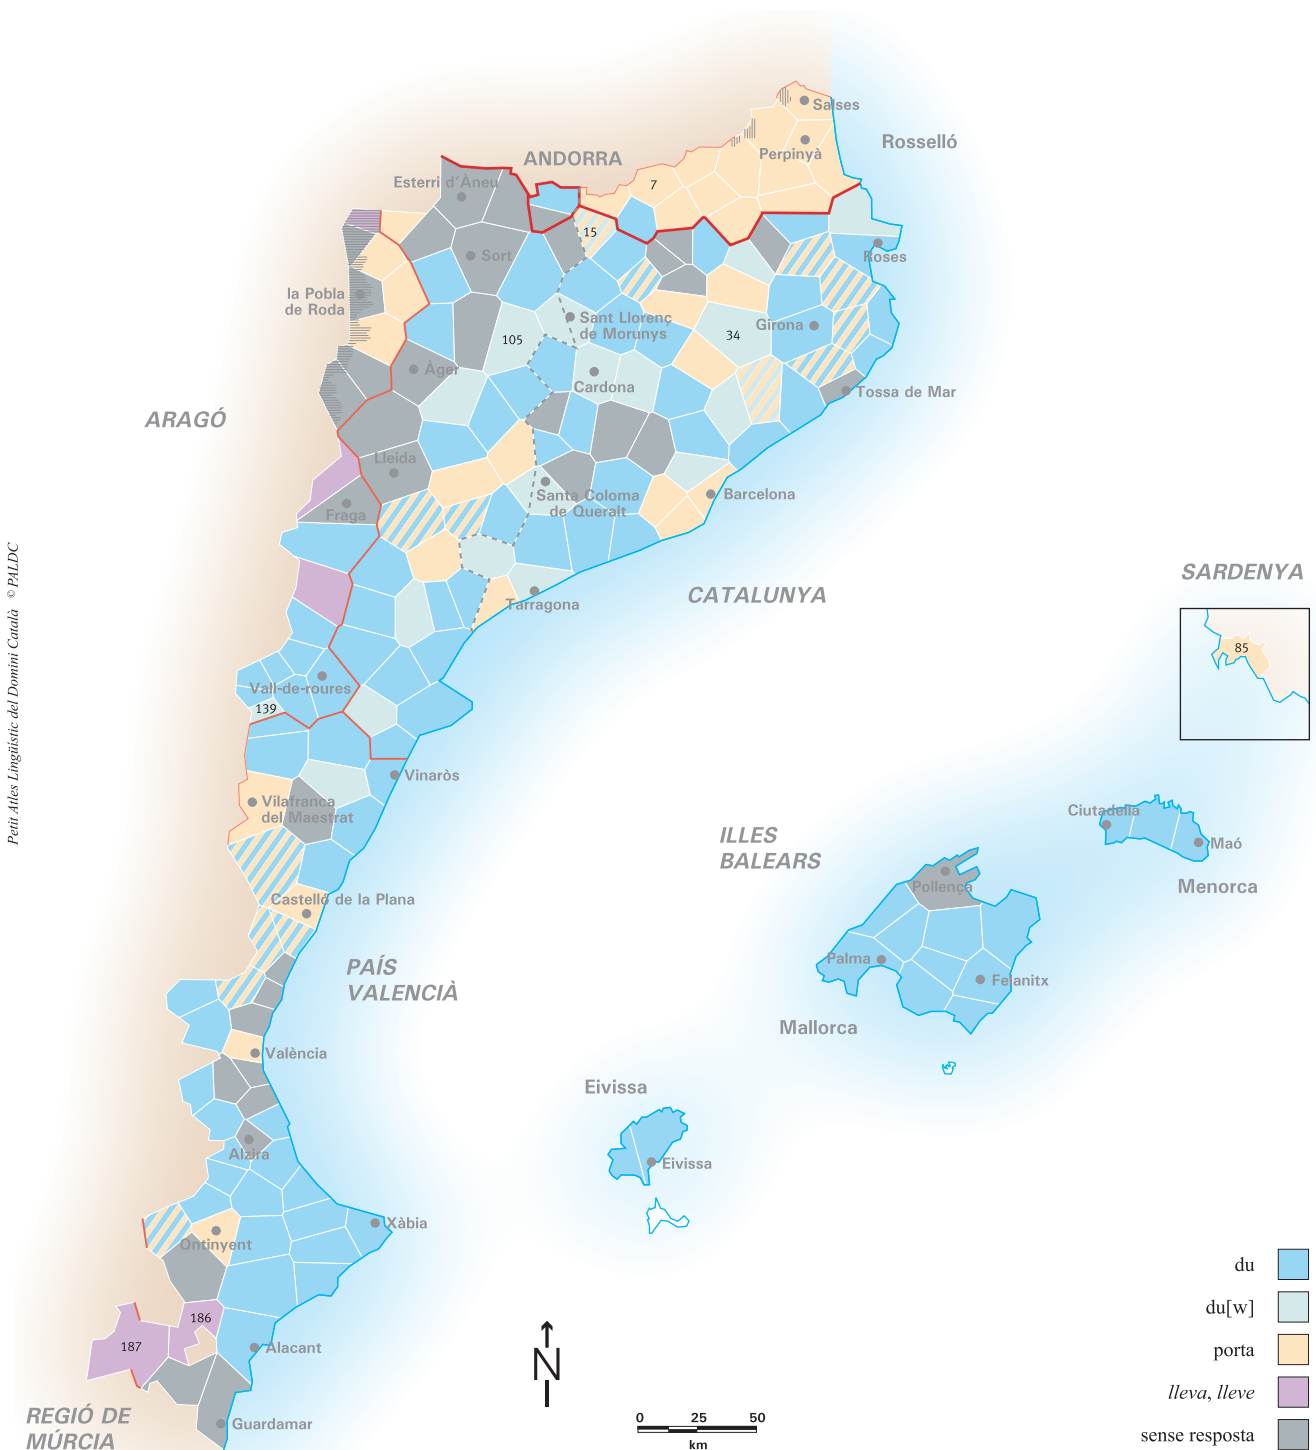 Salses
Rosselló
Perpinyà
ANDORRA
Esterri d'Àneu
7
15
Roses
Sort
la Pobla
de Roda
Sant Llorenç
de Morunys
Girona
34
105
Àger
Cardona
Tossa de Mar
ARAGÓ
Lleida
Santa Coloma
de Queralt
Barcelona
Fraga
Petit Atles Lingüístic del Domini Català © PALDC
SARDENYA
CATALUNYA
Tarragona
85
Vall-de-roures
139
Vinaròs
Vilafranca
del Maestrat
Ciutadella
ILLES
BALEARS
Maó
Menorca
Pollença
Castelló de la Plana
PAÍS
VALENCIÀ
Palma
Felanitx
Mallorca
València
Eivissa
Alzira
Eivissa
Xàbia
Ontinyent
186
187
Alacant
REGIÓ DE
MÚRCIA
Guardamar
N
0 25 50
km
du
du[w]
porta
lleva, lleve
sense resposta